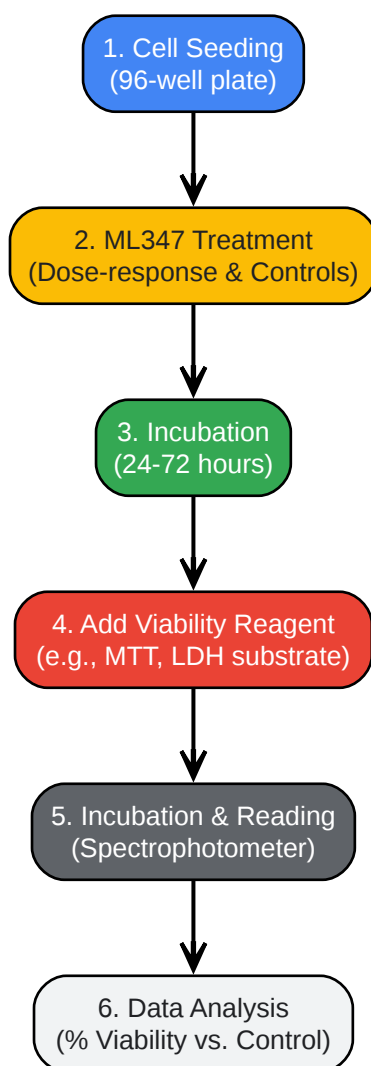 1. Cell Seeding
(96-well plate)
2. ML347 Treatment
(Dose-response & Controls)
3. Incubation
(24-72 hours)
4. Add Viability Reagent
(e.g., MTT, LDH substrate)
5. Incubation & Reading
(Spectrophotometer)
6. Data Analysis
(% Viability vs. Control)